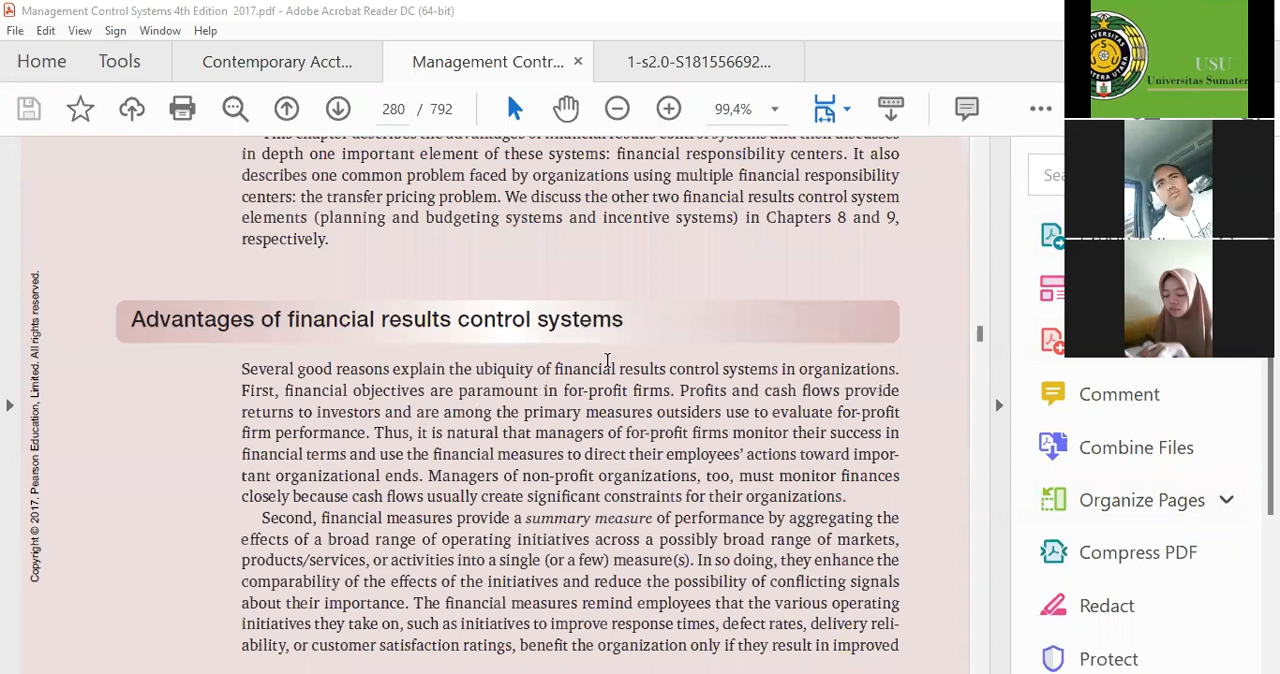 Management Control Systems 4th Edition 2017.pdf - Adobe Acrobat Reader DC (64-bit)
File Edit View Sign Window Help
Home Tools Contemporary Acct... Management Contr... × 1-s2.0-S181556692...
280 / 792 99,4%
This chapter describes the advantages of financial results control systems and then discusses
in depth one important element of these systems: financial responsibility centers. It also
describes one common problem faced by organizations using multiple financial responsibility
centers: the transfer pricing problem. We discuss the other two financial results control system
elements (planning and budgeting systems and incentive systems) in Chapters 8 and 9,
respectively.
Advantages of financial results control systems
Several good reasons explain the ubiquity of financial results control systems in organizations.
First, financial objectives are paramount in for-profit firms. Profits and cash flows provide
returns to investors and are among the primary measures outsiders use to evaluate for-profit
firm performance. Thus, it is natural that managers of for-profit firms monitor their success in
financial terms and use the financial measures to direct their employees' actions toward impor-
tant organizational ends. Managers of non-profit organizations, too, must monitor finances
closely because cash flows usually create significant constraints for their organizations.
Second, financial measures provide a summary measure of performance by aggregating the
effects of a broad range of operating initiatives across a possibly broad range of markets,
products/services, or activities into a single (or a few) measure(s). In so doing, they enhance the
comparability of the effects of the initiatives and reduce the possibility of conflicting signals
about their importance. The financial measures remind employees that the various operating
initiatives they take on, such as initiatives to improve response times, defect rates, delivery reli-
ability, or customer satisfaction ratings, benefit the organization only if they result in improved
Copyright © 2017. Pearson Education, Limited. All rights reserved.
Sea
Comment
Combine Files
Organize Pages
Compress PDF
Redact
Protect
USU
Universitas Sumater